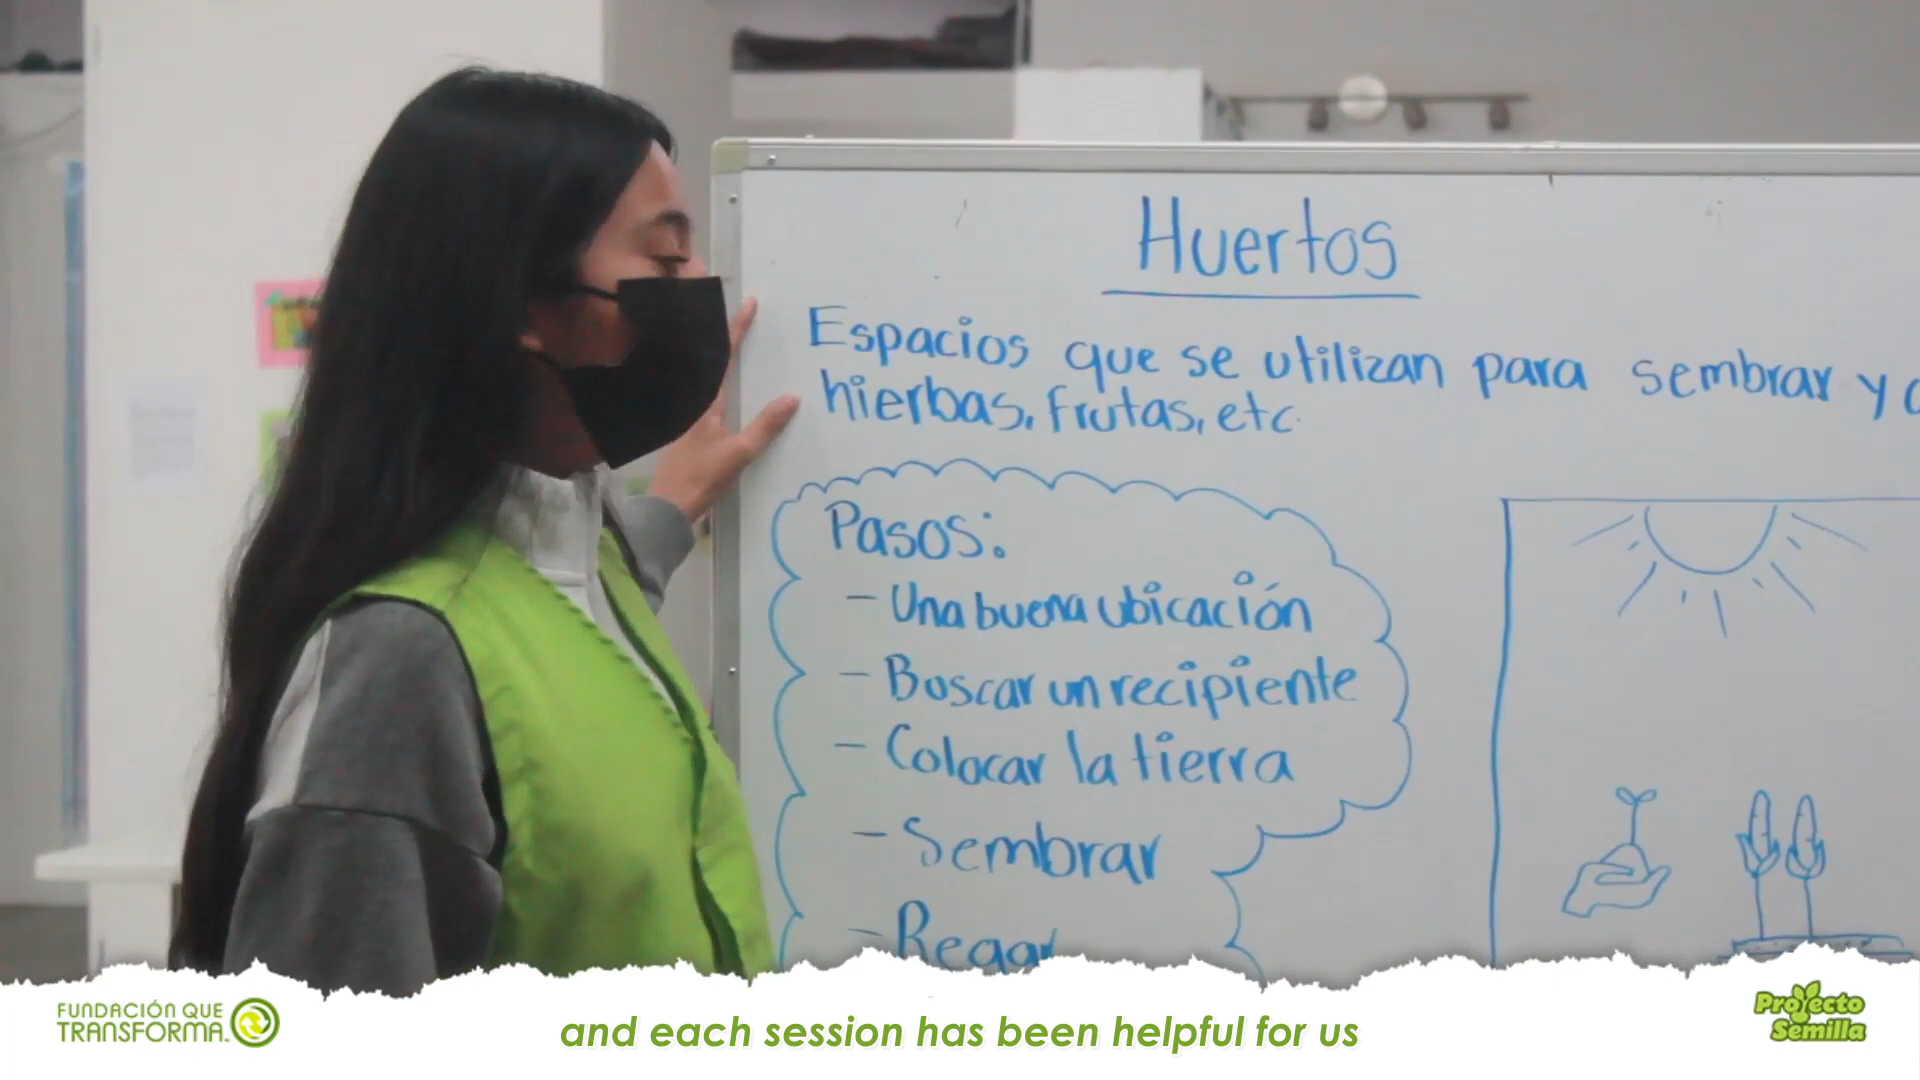 Huertos
Espacios que se utilizan para sembrar y
hierbas, frutas, etc.
Pasos:
- Una buena ubicación
- Buscar un recipiente
- Colocar la tierra
- Sembrar
- Regar
FUNDACIÓN QUE
TRANSFORMA
and each session has been helpful for us
Proyecto
Semilla